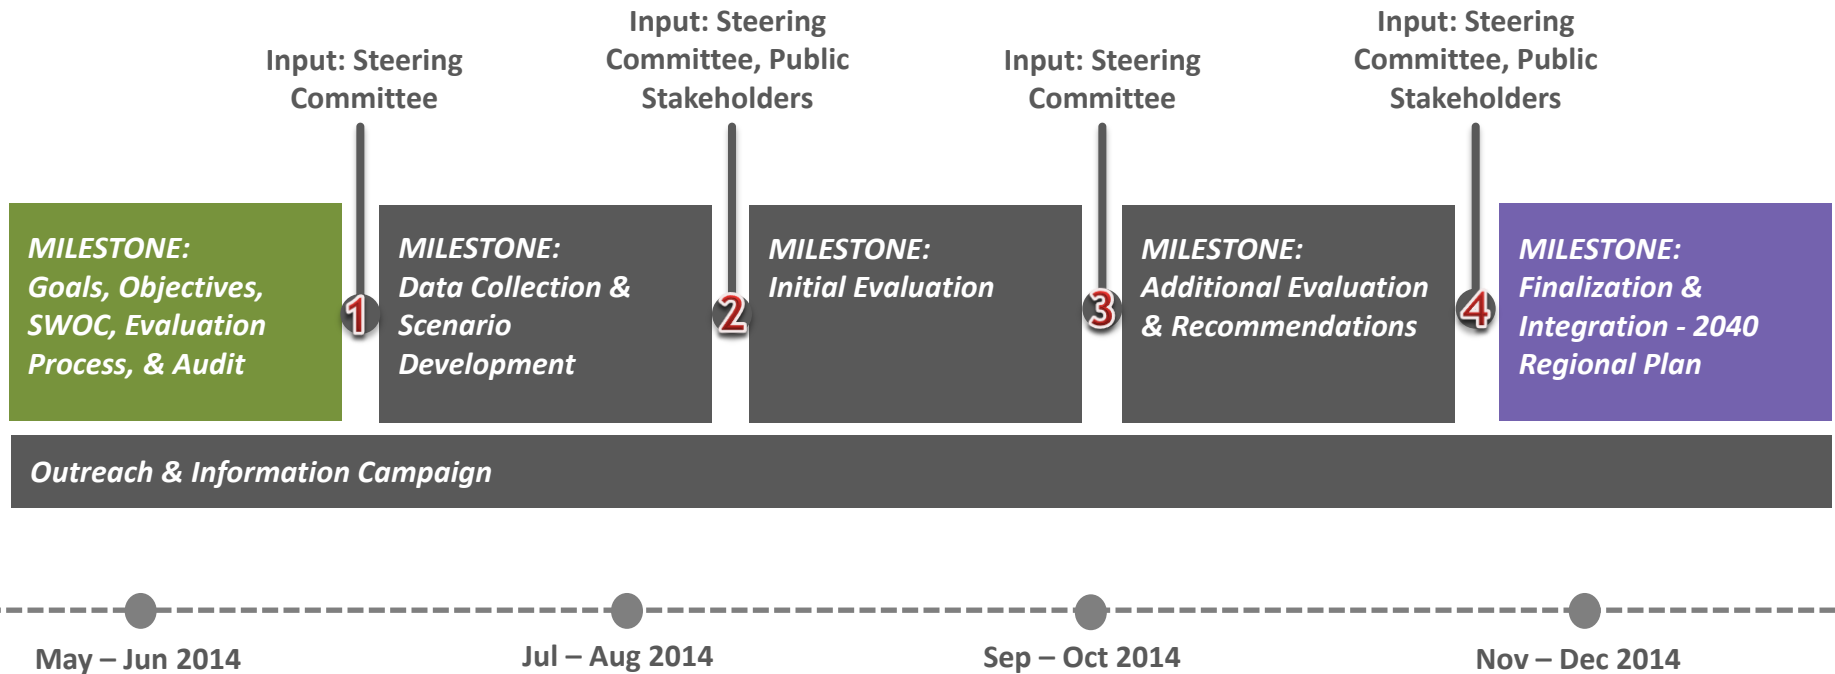 Input: Steering
Committee
Input: Steering
Committee, Public
Stakeholders
Input: Steering
Committee
Input: Steering
Committee, Public
Stakeholders
MILESTONE:
Goals, Objectives,
SWOC, Evaluation
Process, & Audit
1
MILESTONE:
Data Collection &
Scenario
Development
2
MILESTONE:
Initial Evaluation
3
MILESTONE:
Additional Evaluation
& Recommendations
4
MILESTONE:
Finalization &
Integration - 2040
Regional Plan
Outreach & Information Campaign
May – Jun 2014
Jul – Aug 2014
Sep – Oct 2014
Nov – Dec 2014